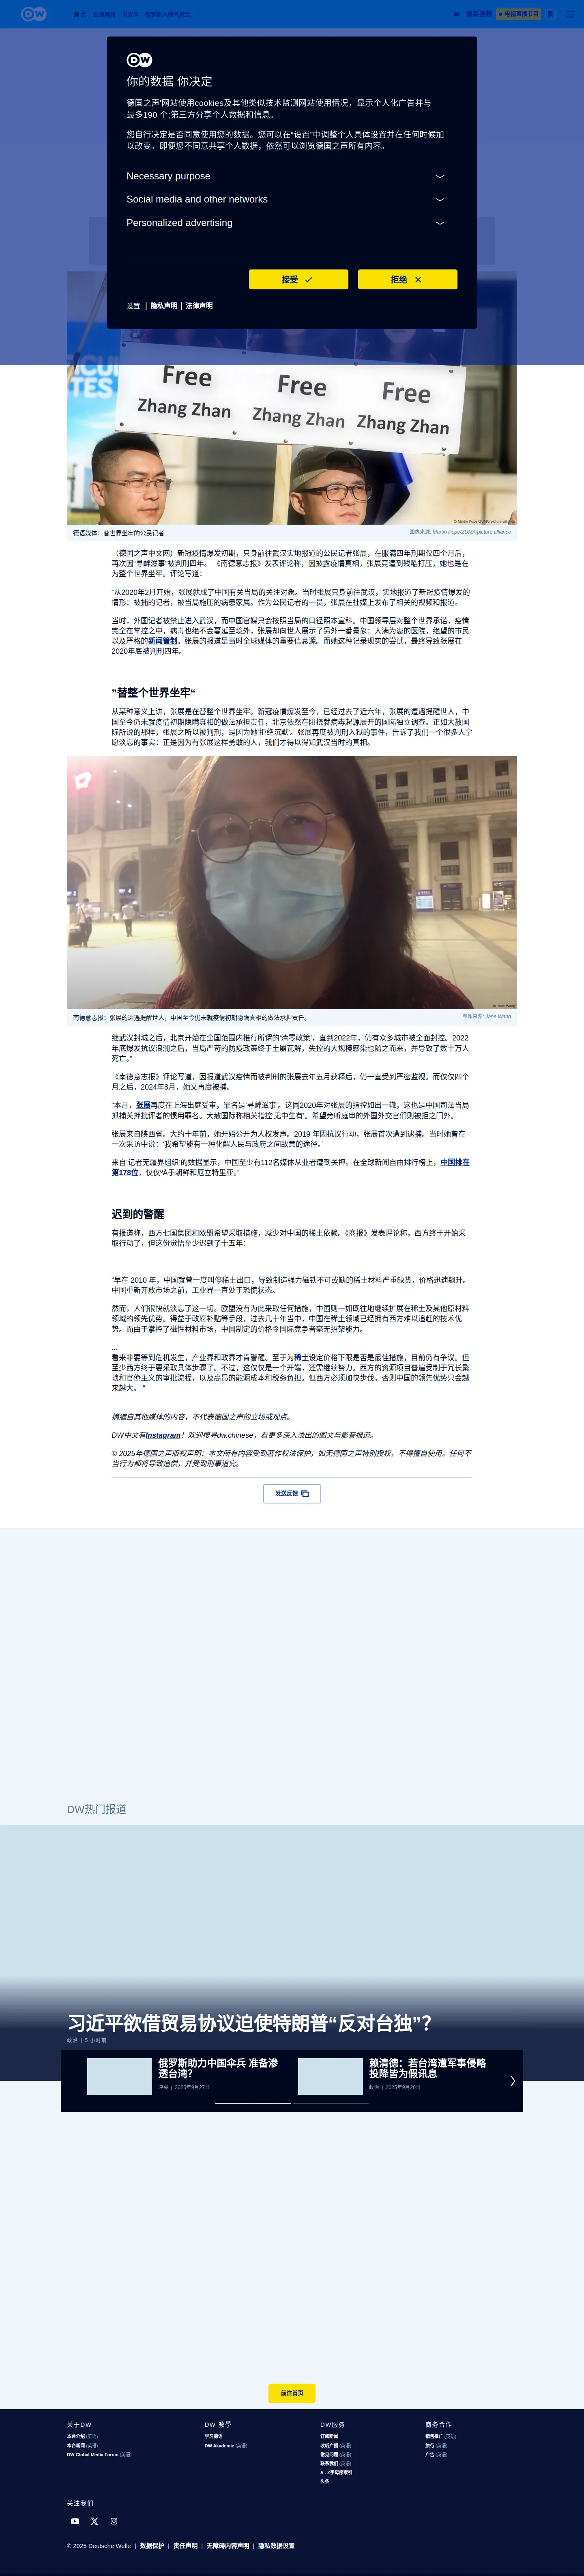 DW
最新视频
电视直播节目
DW
你的数据 你决定
德国之声'网站使用cookies及其他类似技术监测网站使用情况，显示个人化广告并与
最多190 个;第三方分享个人数据和信息。
您自行决定是否同意使用您的数据。您可以在“设置”中调整个人具体设置并在任何时候加
以改变。即便您不同意共享个人数据，依然可以浏览德国之声所有内容。
Necessary purpose
Social media and other networks
Personalized advertising
接受
拒绝
设置 | 隐私声明 | 法律声明
Free
Zhang Zhan
Free
Zhang Zhan
Free
Zhang Zhan
德语媒体：替世界坐牢的公民记者
图像来源: Martin Pope/ZUMA/picture alliance
（德国之声中文网）新冠疫情爆发初期，只身前往武汉实地报道的公民记者张展，在服满四年刑期仅四个月后，
再次因“寻衅滋事”被判刑四年。 《南德意志报》发表评论称，因披露疫情真相，张展竟遭到残酷打压，她也是在
为整个世界坐牢。评论写道：
“从2020年2月开始，张展就成了中国有关当局的关注对象。当时张展只身前往武汉，实地报道了新冠疫情爆发的
情形：被捕的记者，被当局施压的病患家属。作为公民记者的一员，张展在社媒上发布了相关的视频和报道。
当时，外国记者被禁止进入武汉，而中国官媒只会按照当局的口径照本宣科。中国领导层对整个世界承诺，疫情
完全在掌控之中，病毒也绝不会蔓延至境外，张展却向世人展示了另外一番景象：人满为患的医院，绝望的市民
以及严格的新闻管制。张展的报道是当时全球媒体的重要信息源。而她这种记录现实的尝试，最终导致张展在
2020年底被判刑四年。
”替整个世界坐牢“
从某种意义上讲，张展是在替整个世界坐牢。新冠疫情爆发至今，已经过去了近六年，张展的遭遇提醒世人，中
国至今仍未就疫情初期隐瞒真相的做法承担责任，北京依然在阻挠就病毒起源展开的国际独立调查。正如大赦国
际所说的那样，张展之所以被判刑，是因为她‘拒绝沉默’。张展再度被判刑入狱的事件，告诉了我们一个很多人宁
愿淡忘的事实：正是因为有张展这样勇敢的人，我们才得以得知武汉当时的真相。
© Jane Wang
南德意志报：张展的遭遇提醒世人，中国至今仍未就疫情初期隐瞒真相的做法承担责任。
图像来源: Jane Wang
继武汉封城之后，北京开始在全国范围内推行所谓的‘清零政策’，直到2022年，仍有众多城市被全面封控。2022
年底爆发抗议浪潮之后，当局严苛的防疫政策终于土崩瓦解，失控的大规模感染也随之而来，并导致了数十万人
死亡。”
《南德意志报》评论写道，因报道武汉疫情而被判刑的张展去年五月获释后，仍一直受到严密监视。而仅仅四个
月之后，2024年8月，她又再度被捕。
“本月，张展再度在上海出庭受审，罪名是‘寻衅滋事’。这同2020年对张展的指控如出一辙，这也是中国司法当局
抓捕关押批评者的惯用罪名。大赦国际称相关指控‘无中生有’。希望旁听庭审的外国外交官们则被拒之门外。
张展来自陕西省。大约十年前，她开始公开为人权发声。2019 年因抗议行动，张展首次遭到逮捕。当时她曾在
一次采访中说：‘我希望能有一种化解人民与政府之间敌意的途径。’
来自‘记者无疆界组织’的数据显示，中国至少有112名媒体从业者遭到关押。在全球新闻自由排行榜上，中国排在
第178位，仅仅ªÅ于朝鲜和厄立特里亚。”
迟到的警醒
有报道称，西方七国集团和欧盟希望采取措施，减少对中国的稀土依赖。《商报》发表评论称，西方终于开始采
取行动了，但这份觉悟至少迟到了十五年：
“早在 2010 年，中国就曾一度叫停稀土出口，导致制造强力磁铁不可或缺的稀土材料严重缺货，价格迅速飙升。
中国重新开放市场之前，工业界一直处于恐慌状态。
然而，人们很快就淡忘了这一切。欧盟没有为此采取任何措施，中国则一如既往地继续扩展在稀土及其他原材料
领域的领先优势。得益于政府补贴等手段，过去几十年当中，中国在稀土领域已经拥有西方难以追赶的技术优
势。而由于掌控了磁性材料市场，中国制定的价格令国际竞争者毫无招架能力。
...
看来非要等到危机发生，产业界和政界才肯警醒。至于为稀土设定价格下限是否是最佳措施，目前仍有争议。但
至少西方终于要采取具体步骤了。不过，这仅仅是一个开端，还需继续努力。西方的资源项目普遍受制于冗长繁
琐和官僚主义的审批流程，以及高昂的能源成本和税务负担。但西方必须加快步伐，否则中国的领先优势只会越
来越大。 ”
摘编自其他媒体的内容，不代表德国之声的立场或观点。
DW中文有Instagram！欢迎搜寻dw.chinese，看更多深入浅出的图文与影音报道。
© 2025年德国之声版权声明：本文所有内容受到著作权法保护，如无德国之声特别授权，不得擅自使用。任何不
当行为都将导致追偿，并受到刑事追究。
发送反馈
DW热门报道
习近平欲借贸易协议迫使特朗普“反对台独”？
政治 | 5 小时前
俄罗斯助力中国伞兵 准备渗
透台湾？
冲突 | 2025年9月27日
赖清德：若台湾遭军事侵略
投降皆为假讯息
政治 | 2025年9月20日
前往首页
关于DW
本台介绍 (英语)
本台新闻 (英语)
DW Global Media Forum (英语)
DW 教學
学习德语
DW Akademie (英语)
DW服务
订阅新闻
收听广播 (英语)
常见问题 (英语)
联系我们 (英语)
A - Z字母序索引
头条
商务合作
销售推广 (英语)
旅行 (英语)
广告 (英语)
关注我们
© 2025 Deutsche Welle | 数据保护 | 责任声明 | 无障碍内容声明 | 隐私数据设置